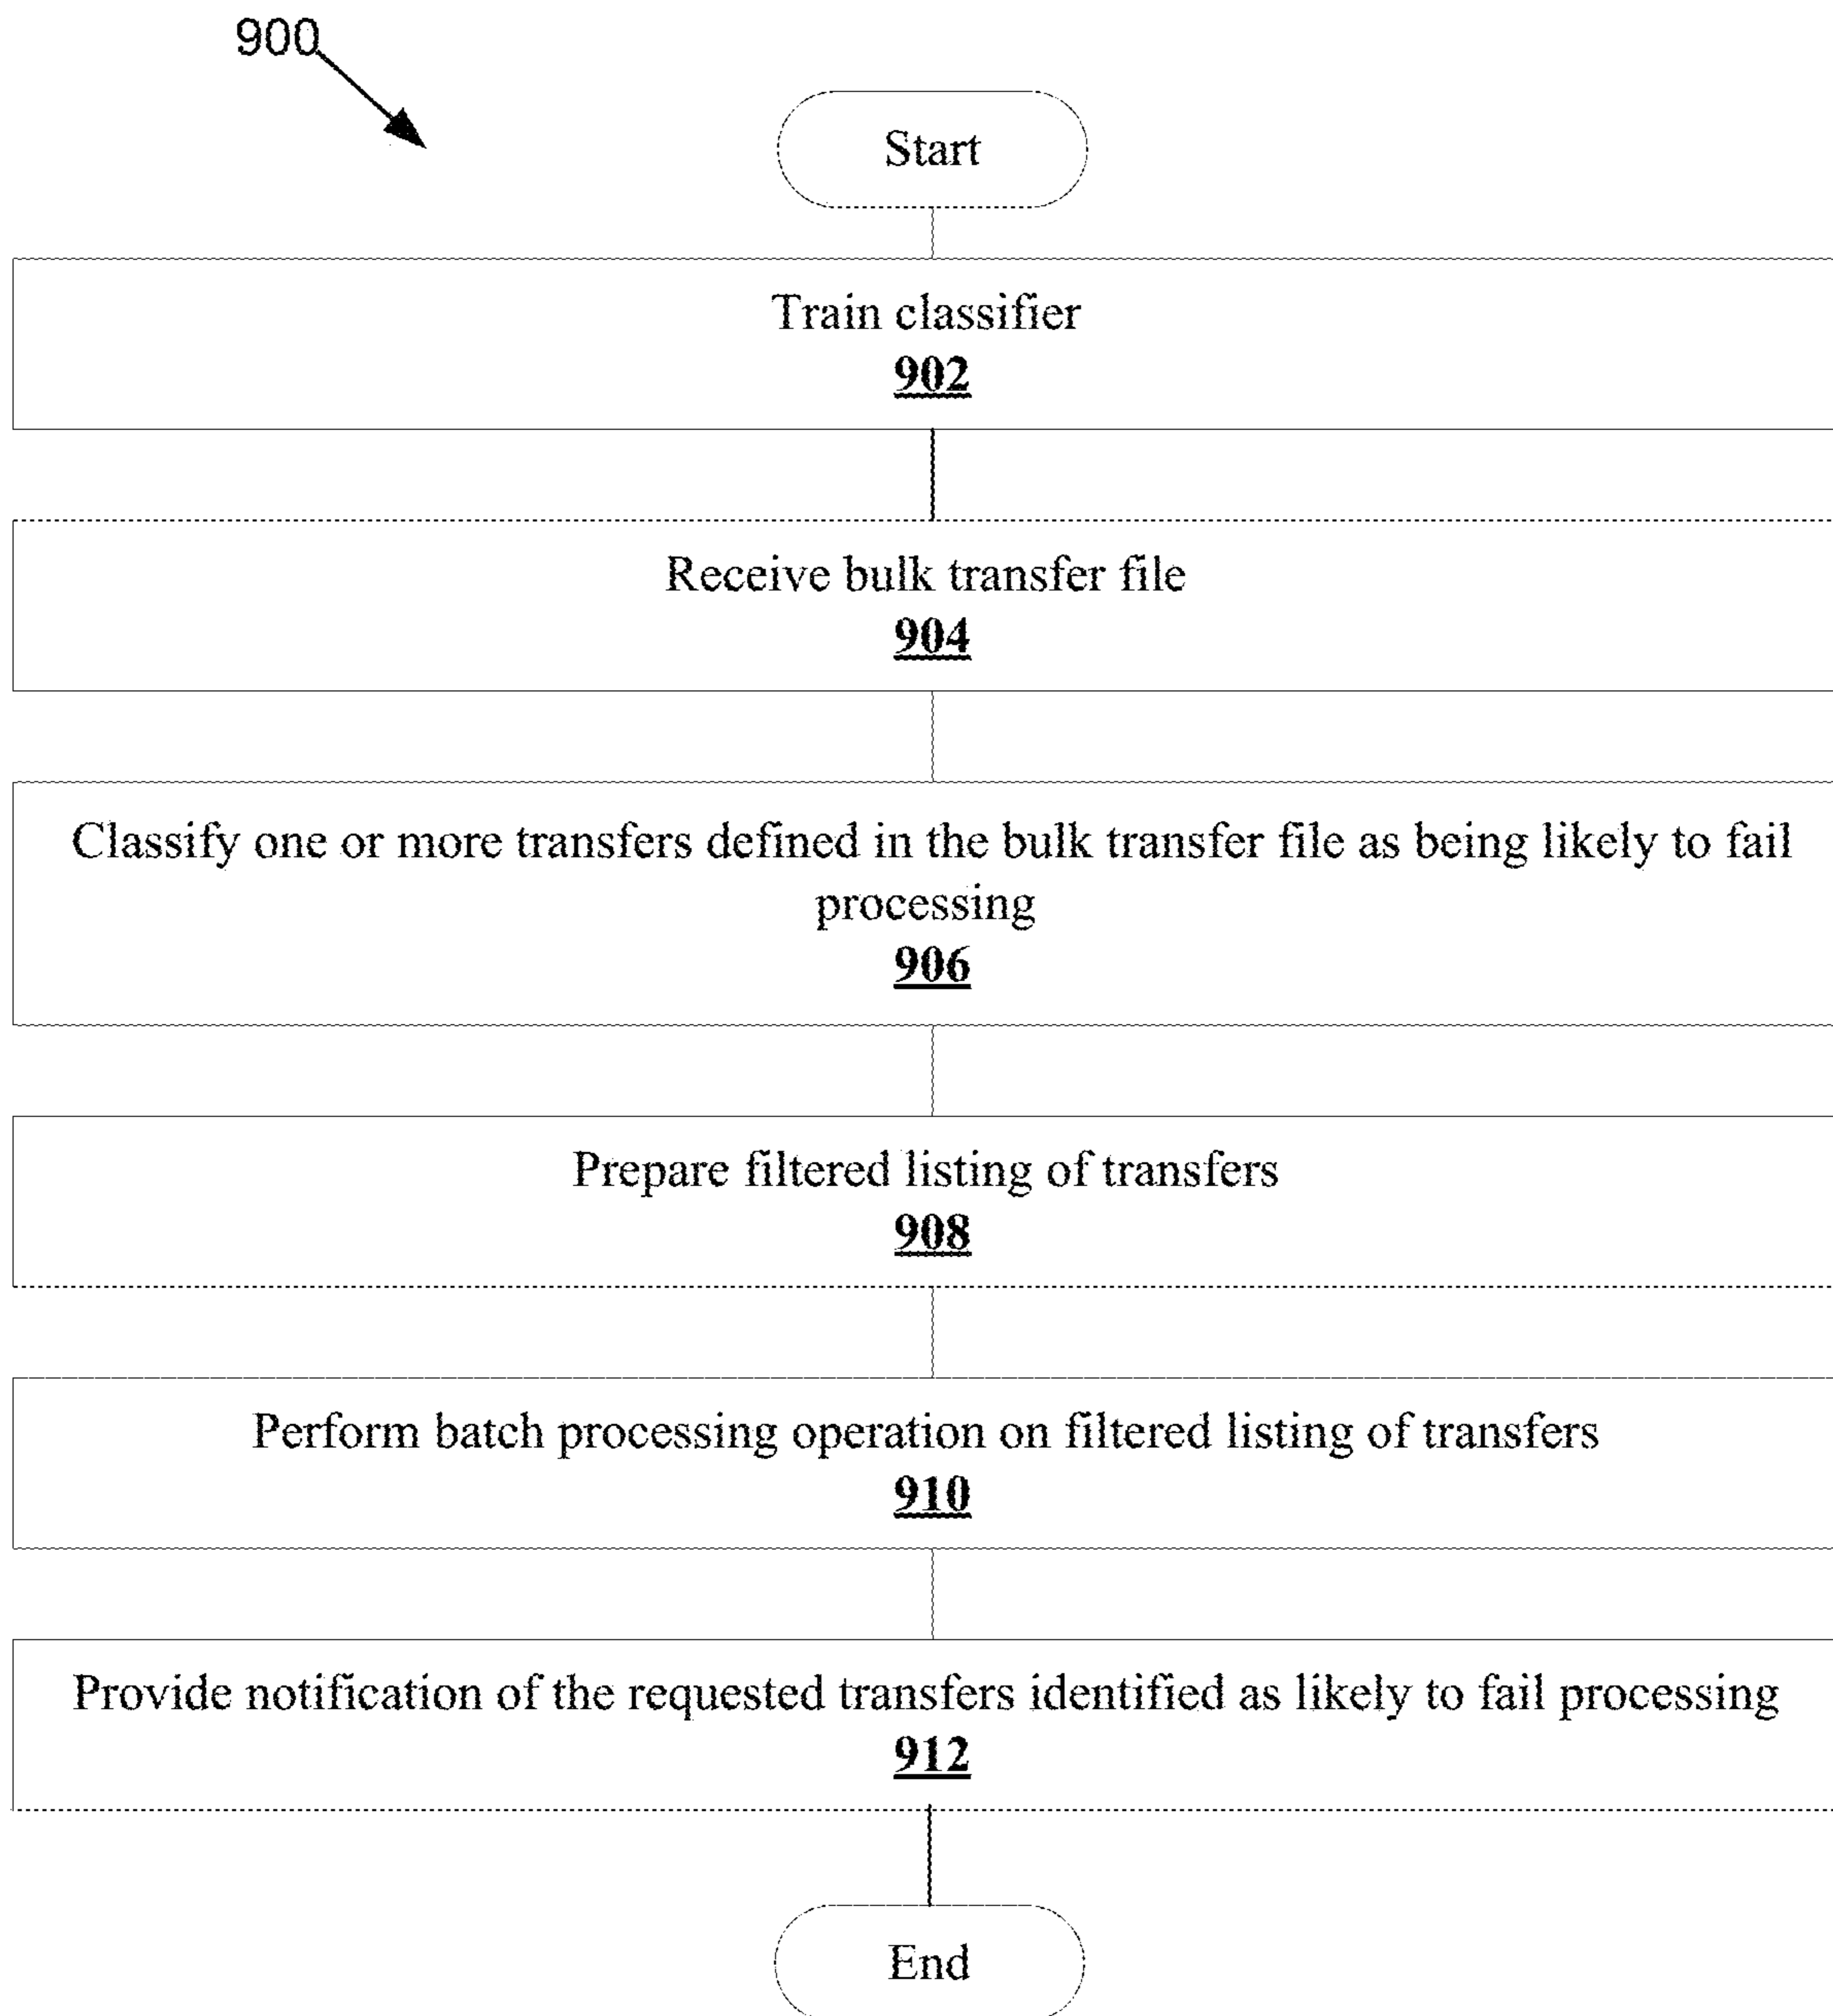 900
Start
Train classifier
902
Receive bulk transfer file
904
Classify one or more transfers defined in the bulk transfer file as being likely to fail
processing
906
Prepare filtered listing of transfers
908
Perform batch processing operation on filtered listing of transfers
910
Provide notification of the requested transfers identified as likely to fail processing
912
End